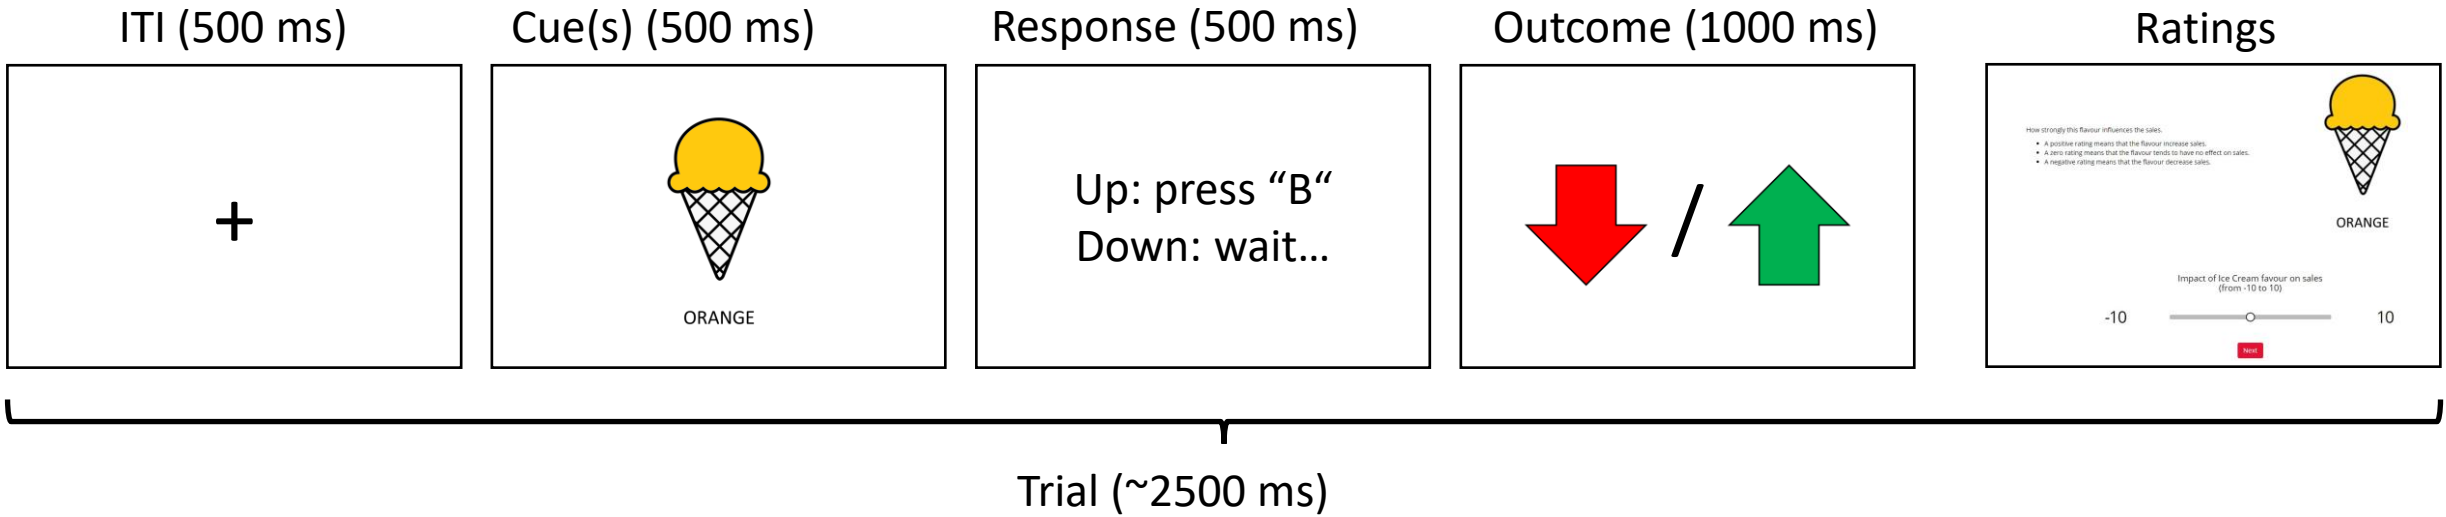 ITI (500 ms)
Cue(s) (500 ms)
Response (500 ms)
Outcome (1000 ms)
Ratings
+
ORANGE
Up: press “B“
Down: wait...
/
How strongly this flavour influences the sales.
• A positive rating means that the flavour increase sales.
• A zero rating means that the flavour tends to have no effect on sales.
• A negative rating means that the flavour decrease sales.
ORANGE
Impact of Ice Cream favour on sales
(from -10 to 10)
-10
10
Next
Trial (~2500 ms)